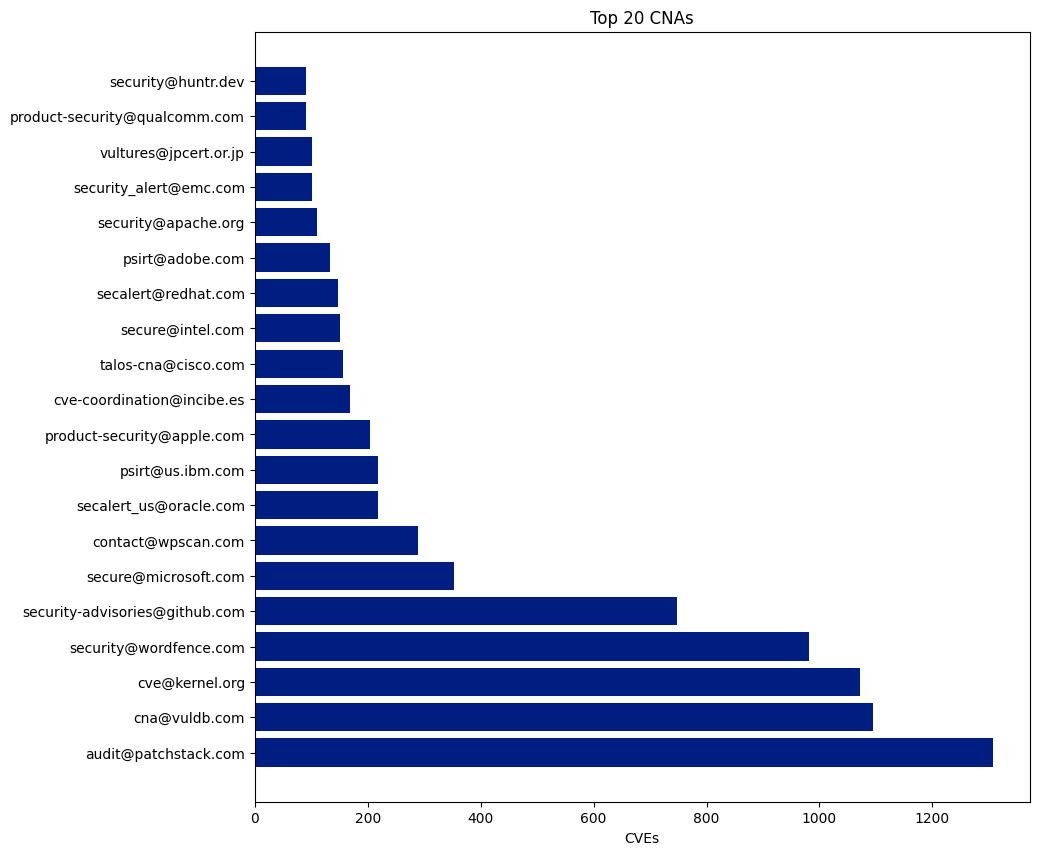 Top 20 CNAs
security@huntr.dev
product-security@qualcomm.com
vultures@jpcert.or.jp
security_alert@emc.com
security@apache.org
psirt@adobe.com
secalert@redhat.com
secure@intel.com
talos-cna@cisco.com
cve-coordination@incibe.es
product-security@apple.com
psirt@us.ibm.com
secalert_us@oracle.com
contact@wpscan.com
secure@microsoft.com
security-advisories@github.com
security@wordfence.com
cve@kernel.org
cna@vuldb.com
audit@patchstack.com
0 200 400 600 800 1000 1200
CVEs